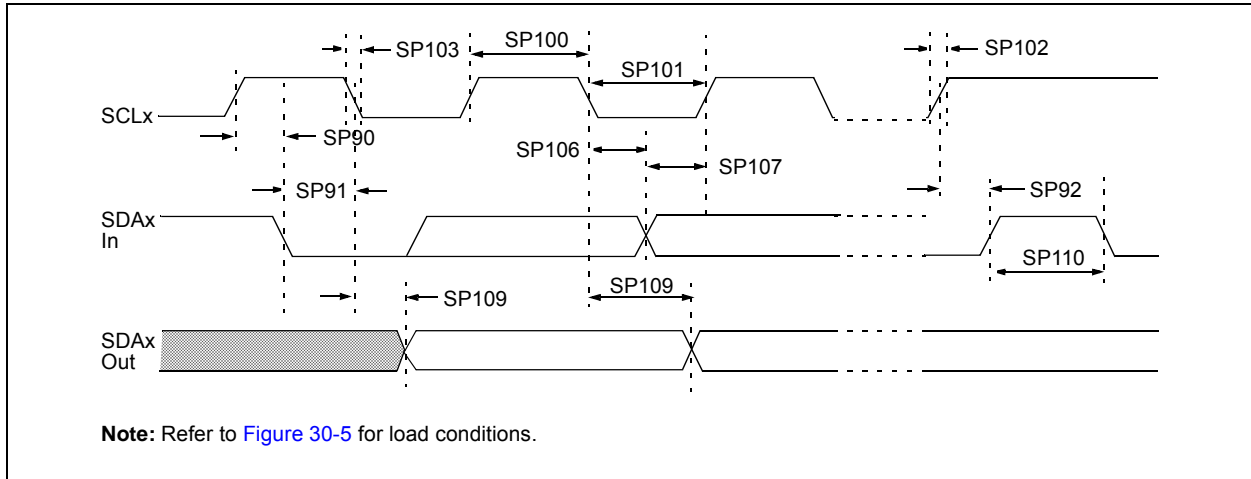 SP103
SP100
SP101
SP102
SCLx
SP90
SP106
SP107
SP91
SP92
SDAx
In
SP110
SP109
SP109
SDAx
Out
Note: Refer to Figure 30-5 for load conditions.